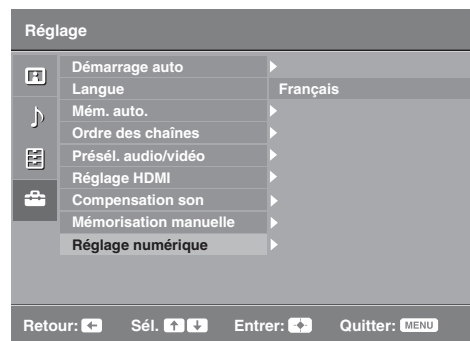 Réglage
Démarrage auto
Langue Français
Mém. auto.
Ordre des chaînes
Présél. audio/vidéo
Réglage HDMI
Compensation son
Mémorisation manuelle
Réglage numérique
Retour: Sél. Entrer: Quitter: MENU